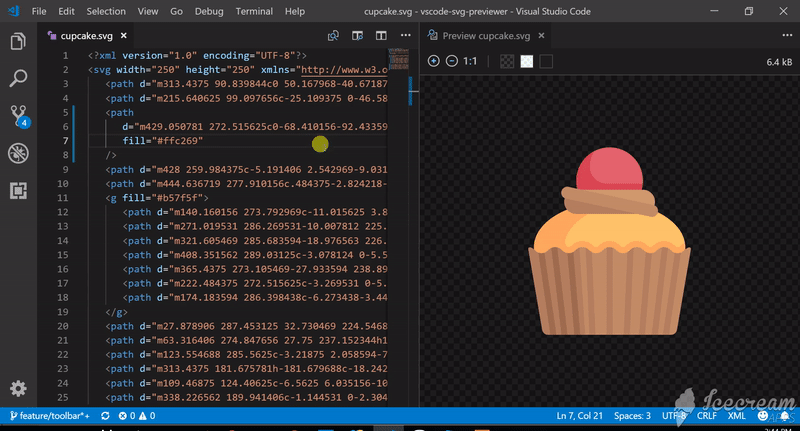 File Edit Selection View Go Debug Terminal Help cupcake.svg - vscode-svg-previewer - Visual Studio Code
cupcake.svg
Preview cupcake.svg
1:1
6.4 kB
1 <?xml version="1.0" encoding="UTF-8"?>
2 <svg width="250" height="250" xmlns="http://www.w3.o
3 <path d="m313.4375 90.839844c0 50.167968-40.67187
4 <path d="m215.640625 99.097656c-25.109375 0-46.58
5 <path
6 d="m429.050781 272.515625c0-68.410156-92.43359
7 fill="#ffc269"
8 />
9 <path d="m428 259.984375c-5.191406 2.542969-9.031
10 <path d="m444.636719 277.910156c.484375-2.824218-
11 <g fill="#b57f5f">
12 <path d="m140.160156 273.792969c-11.015625 3.8
13 <path d="m271.019531 286.269531-10.007812 225.
14 <path d="m321.605469 285.683594-18.976563 226.
15 <path d="m408.351562 289.03125c-3.078124 0-5.5
16 <path d="m365.4375 273.105469-27.933594 238.89
17 <path d="m222.484375 272.515625c-3.269531 0-5.
18 <path d="m174.183594 286.398438c-6.273438-3.44
19 </g>
20 <path d="m27.878906 287.453125 32.730469 224.5468
21 <path d="m63.316406 274.847656 27.75 237.152344h1
22 <path d="m123.554688 285.5625c-3.21875 2.058594-7
23 <path d="m313.4375 181.675781h-181.679688c-18.242
24 <path d="m109.46875 124.40625c-6.5625 6.035156-10
25 <path d="m338.226562 189.941406c-1.144531 0-2.304
4
feature/toolbar*+ 0 0 Ln 7, Col 21 Spaces: 3 UTF-8 CRLF XML
Icecream
APPS